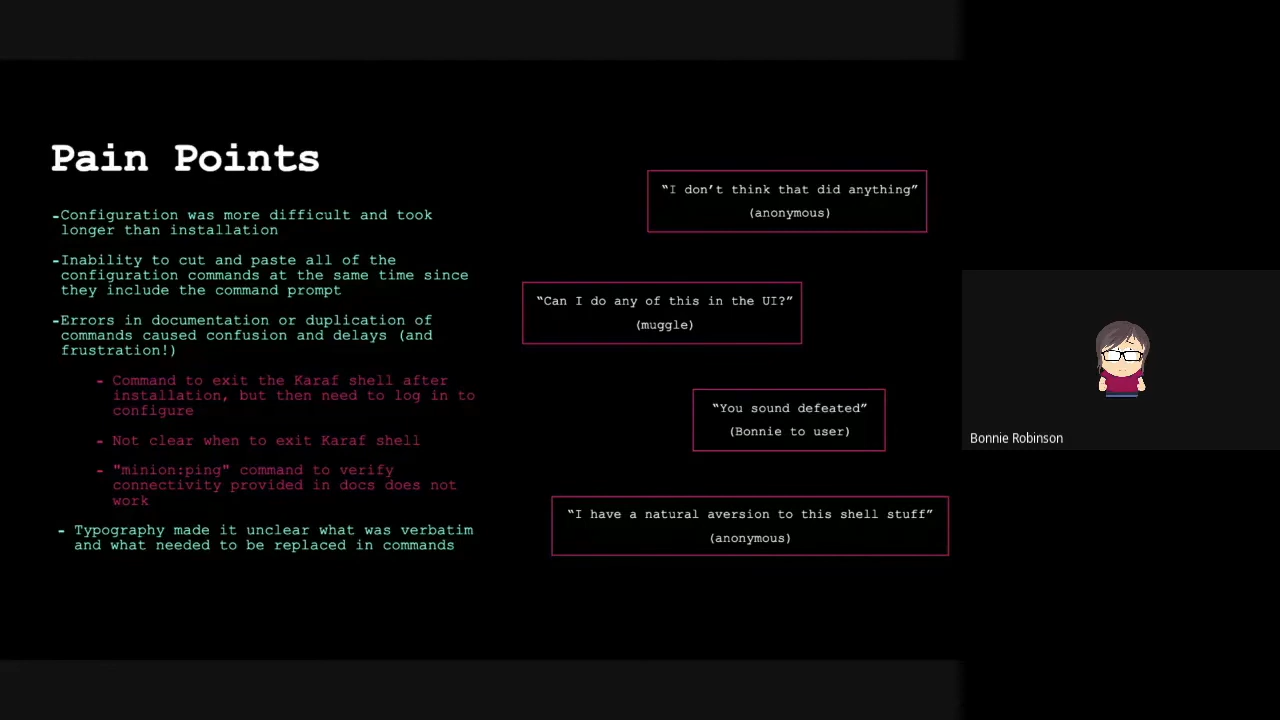 Pain Points
-Configuration was more difficult and took
longer than installation
-Inability to cut and paste all of the
configuration commands at the same time since
they include the command prompt
-Errors in documentation or duplication of
commands caused confusion and delays (and
frustration!)
- Command to exit the Karaf shell after
installation, but then need to log in to
configure
- Not clear when to exit Karaf shell
- "minion:ping" command to verify
connectivity provided in docs does not
work
- Typography made it unclear what was verbatim
and what needed to be replaced in commands
“I don’t think that did anything”
(anonymous)
“Can I do any of this in the UI?”
(muggle)
“You sound defeated”
(Bonnie to user)
“I have a natural aversion to this shell stuff”
(anonymous)
Bonnie Robinson